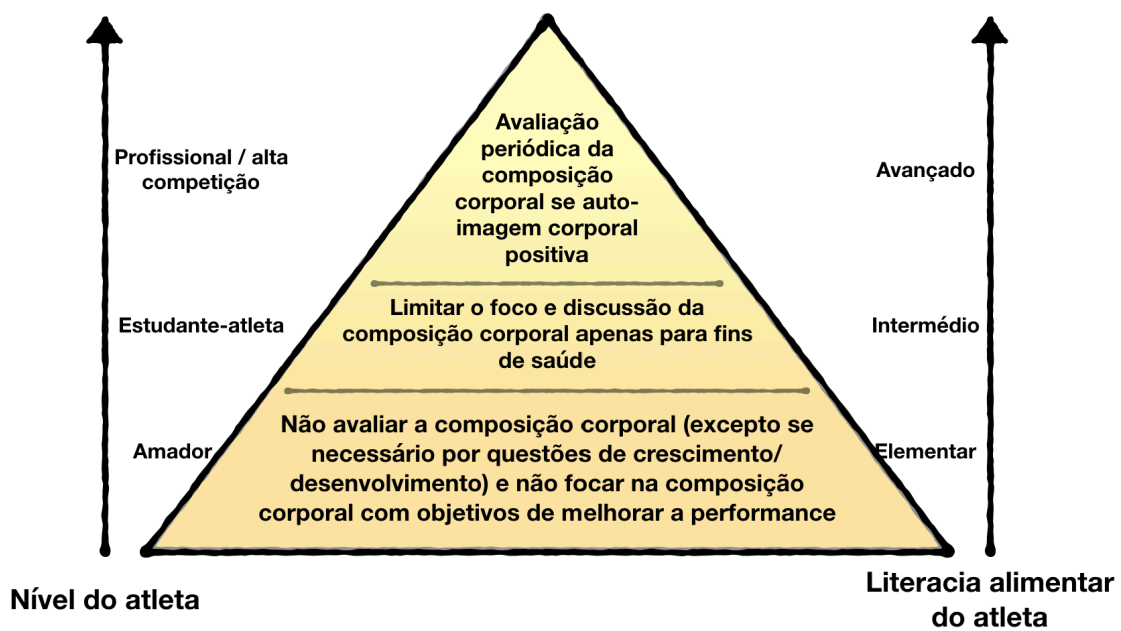 Avaliação
periódica da
composição
corporal se auto-
imagem corporal
positiva
Profissional / alta
competição
Avançado
Limitar o foco e discussão da
composição corporal apenas para fins
de saúde
Estudante-atleta
Intermédio
Não avaliar a composição corporal (excepto se
necessário por questões de crescimento/
desenvolvimento) e não focar na composição
corporal com objetivos de melhorar a performance
Amador
Elementar
Nível do atleta
Literacia alimentar
do atleta